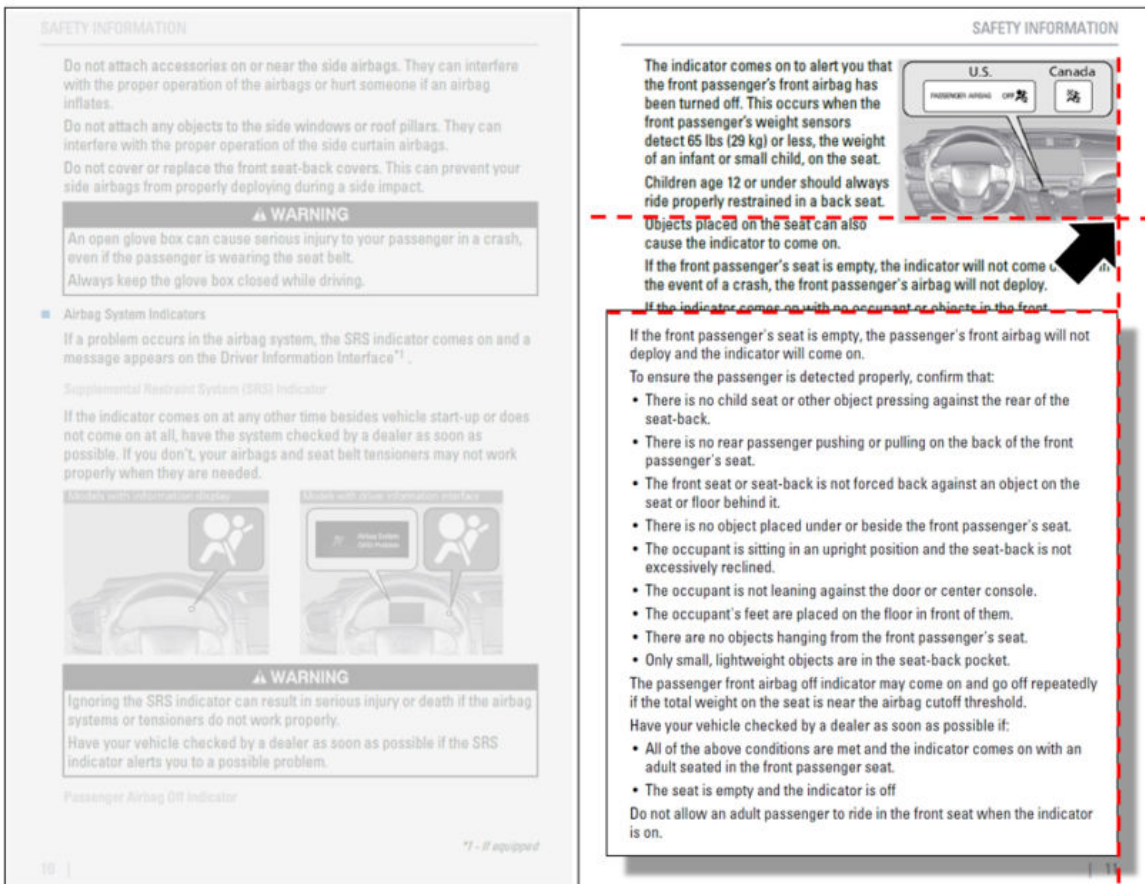 SAFETY INFORMATION
Do not attach accessories on or near the side airbags. They can interfere
with the proper operation of the airbags or hurt someone if an airbag
inflates.
Do not attach any objects to the side windows or roof pillars. They can
interfere with the proper operation of the side curtain airbags.
Do not cover or replace the front seat-back covers. This can prevent your
side airbags from properly deploying during a side impact.
WARNING
An open glove box can cause serious injury to your passenger in a crash,
even if the passenger is wearing the seat belt.
Always keep the glove box closed while driving.
■ Airbag System Indicators
If a problem occurs in the airbag system, the SRS indicator comes on and a
message appears on the Driver Information Interface*1 .
Supplemental Restraint System (SRS) Indicator
If the indicator comes on at any other time besides vehicle start-up or does
not come on at all, have the system checked by a dealer as soon as
possible. If you don't, your airbags and seat belt tensioners may not work
properly when they are needed.
Models with information display
Models with driver information interface
WARNING
Ignoring the SRS indicator can result in serious injury or death if the airbag
systems or tensioners do not work properly.
Have your vehicle checked by a dealer as soon as possible if the SRS
indicator alerts you to a possible problem.
Passenger Airbag Off Indicator
*1 - If equipped
10 |
SAFETY INFORMATION
The indicator comes on to alert you that
the front passenger's front airbag has
been turned off. This occurs when the
front passenger's weight sensors
detect 65 lbs (29 kg) or less, the weight
of an infant or small child, on the seat.
Children age 12 or under should always
ride properly restrained in a back seat.
Objects placed on the seat can also
cause the indicator to come on.
U.S.
Canada
PASSENGER AIRBAG OFF
If the front passenger's seat is empty, the indicator will not come
the event of a crash, the front passenger's airbag will not deploy.
If the indicator comes on with no occupant or objects in the front
If the front passenger's seat is empty, the passenger's front airbag will not
deploy and the indicator will come on.
To ensure the passenger is detected properly, confirm that:
• There is no child seat or other object pressing against the rear of the
seat-back.
• There is no rear passenger pushing or pulling on the back of the front
passenger's seat.
• The front seat or seat-back is not forced back against an object on the
seat or floor behind it.
• There is no object placed under or beside the front passenger's seat.
• The occupant is sitting in an upright position and the seat-back is not
excessively reclined.
• The occupant is not leaning against the door or center console.
• The occupant's feet are placed on the floor in front of them.
• There are no objects hanging from the front passenger's seat.
• Only small, lightweight objects are in the seat-back pocket.
The passenger front airbag off indicator may come on and go off repeatedly
if the total weight on the seat is near the airbag cutoff threshold.
Have your vehicle checked by a dealer as soon as possible if:
• All of the above conditions are met and the indicator comes on with an
adult seated in the front passenger seat.
• The seat is empty and the indicator is off
Do not allow an adult passenger to ride in the front seat when the indicator
is on.
| 11